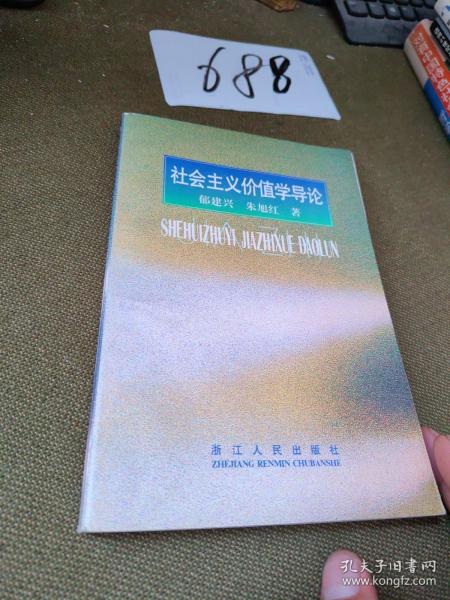 688
社会主义价值学导论
郁建兴 朱旭红 著
SHEHUIZHUYI JIAZHIXUE DAOLUN
浙江人民出版社
ZHEJIANG RENMIN CHUBANSHE
孔夫子旧书网
www.kongfz.com